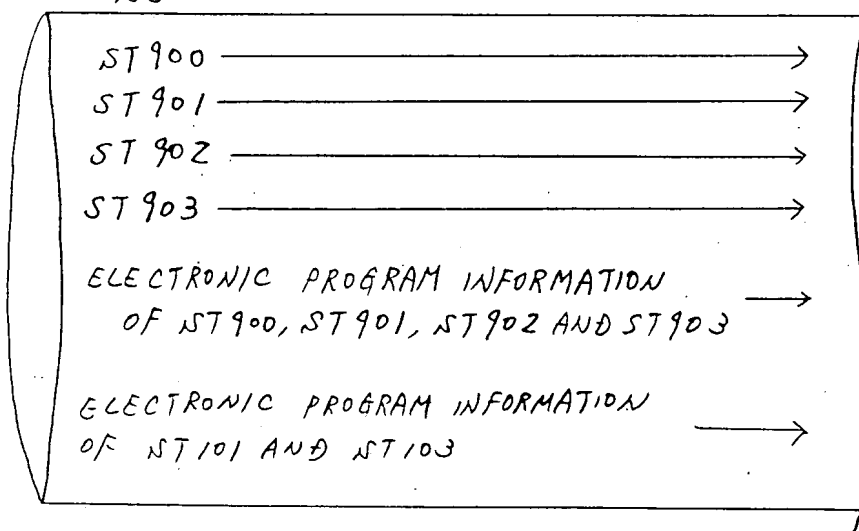 ST900
ST901
ST902
ST903
ELECTRONIC PROGRAM INFORMATION
OF ST900, ST901, ST902 AND ST903
ELECTRONIC PROGRAM INFORMATION
OF ST101 AND ST103